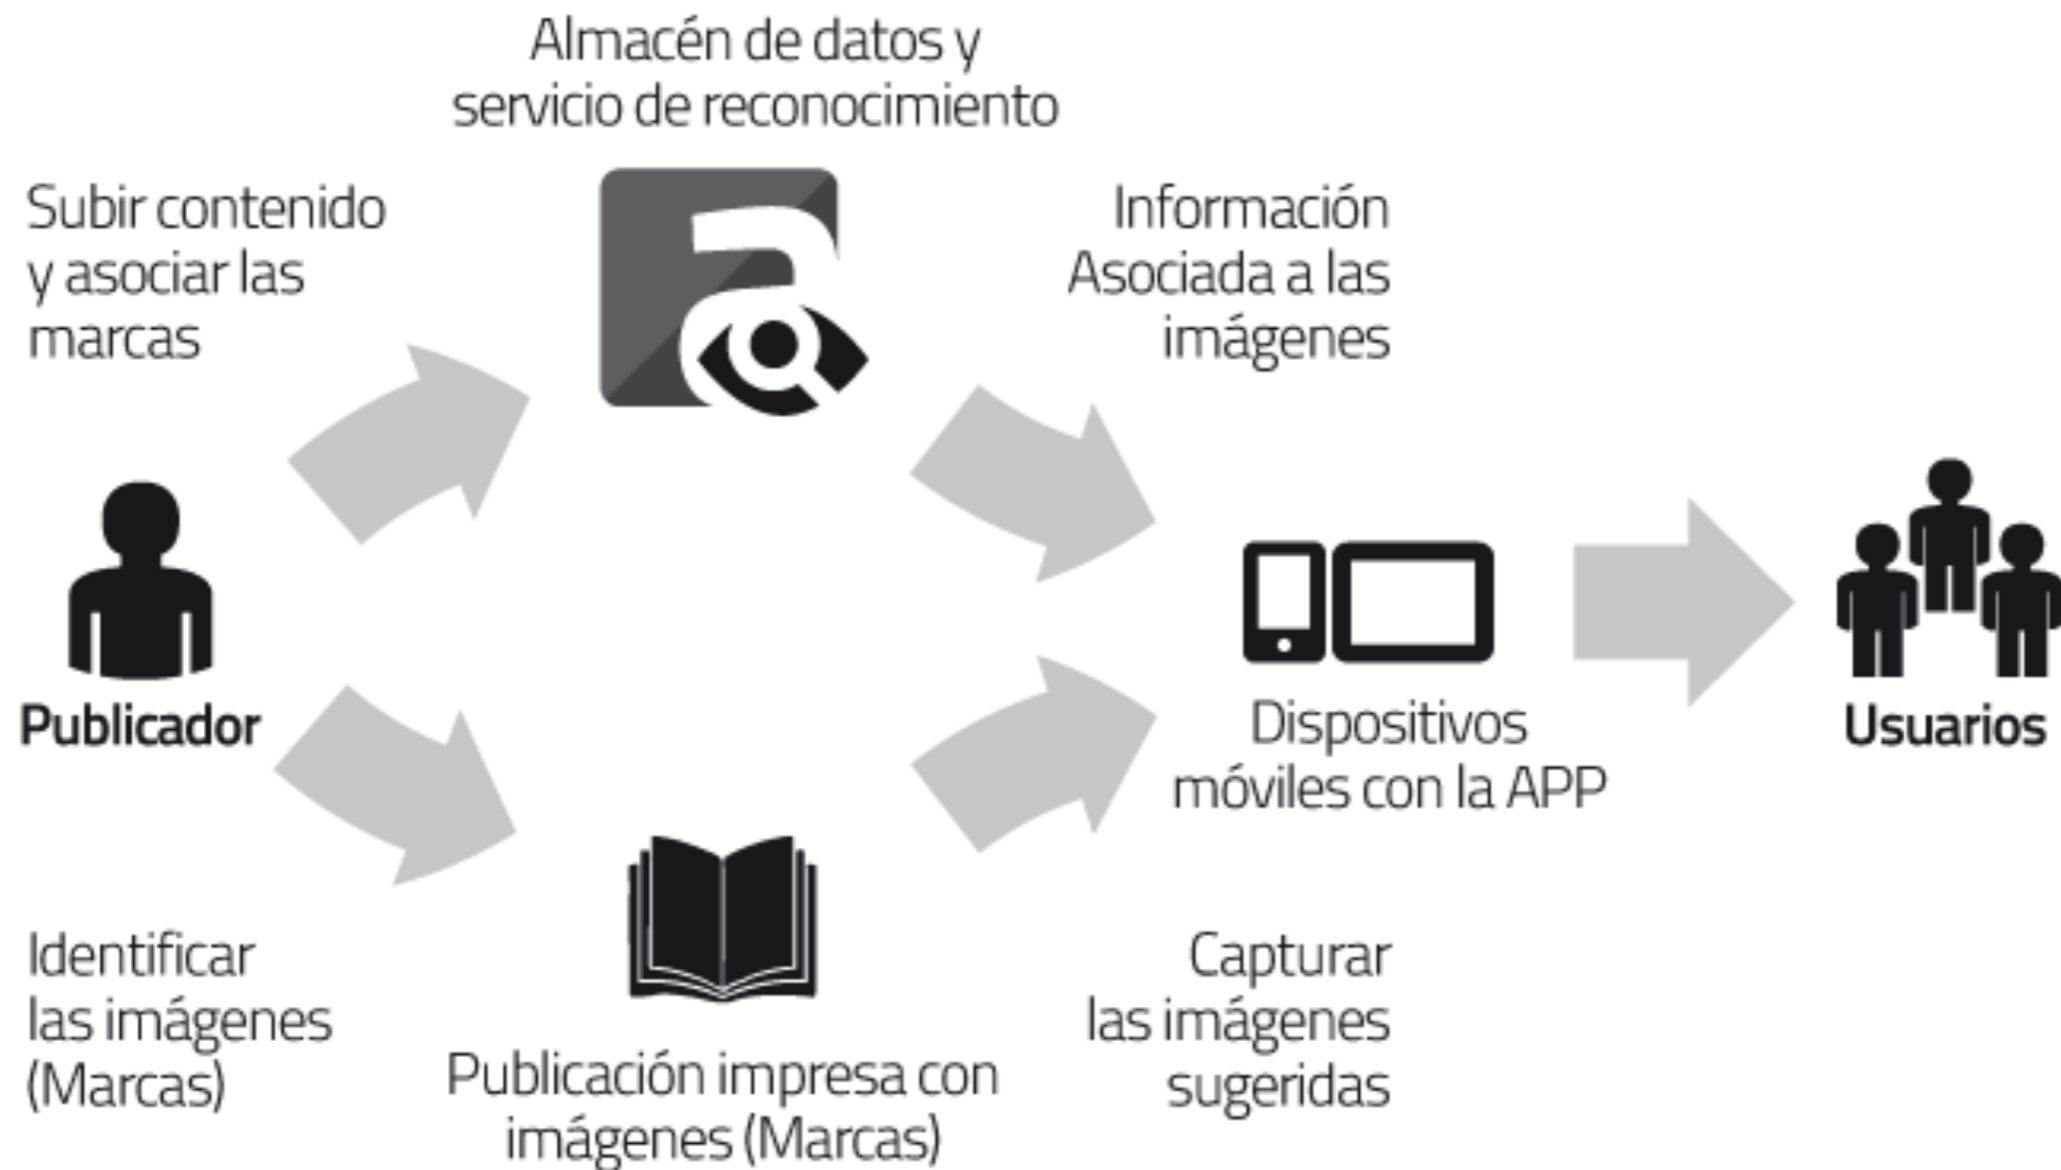 Almacén de datos y
servicio de reconocimiento
Subir contenido
y asociar las
marcas
Información
Asociada a las
imágenes
Publicador
Dispositivos
móviles con la APP
Usuarios
Identificar
las imágenes
(Marcas)
Publicación impresa con
imágenes (Marcas)
Capturar
las imágenes
sugeridas